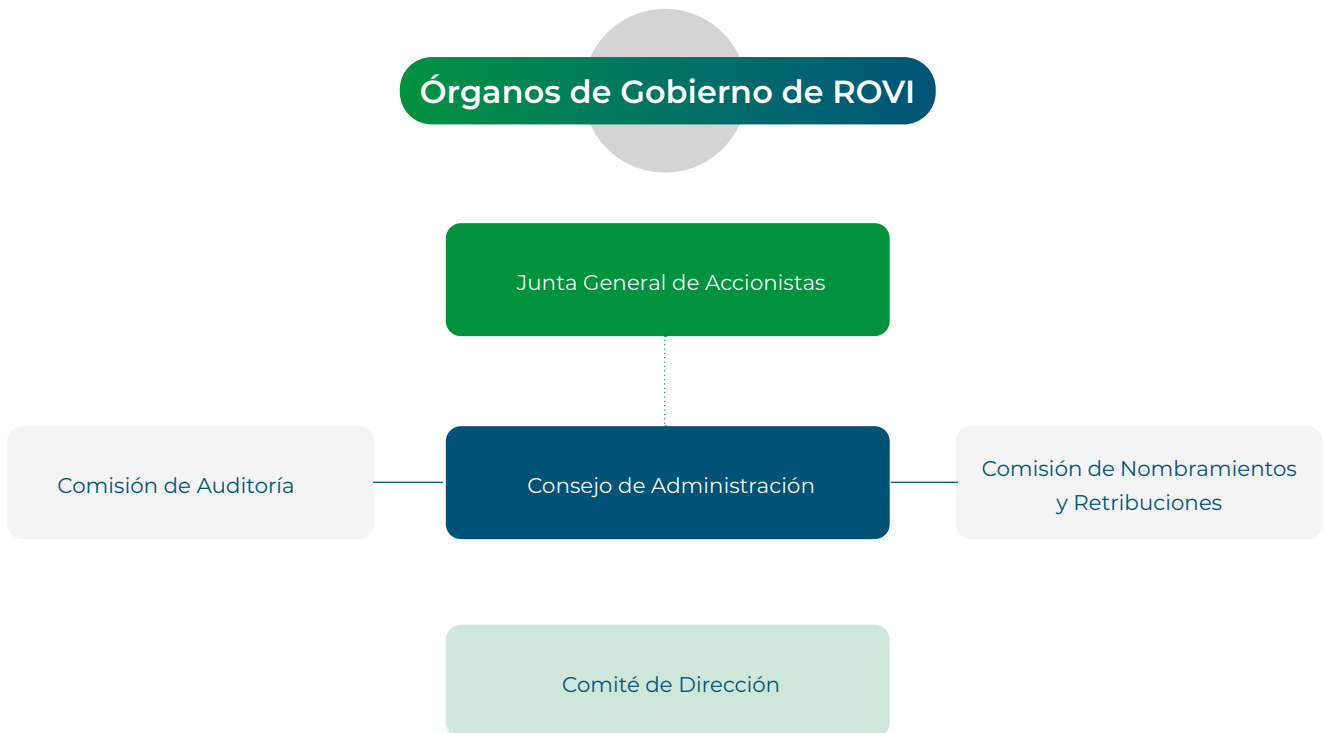 Órganos de Gobierno de ROVI
Junta General de Accionistas
Comisión de Auditoría
Consejo de Administración
Comisión de Nombramientos
y Retribuciones
Comité de Dirección